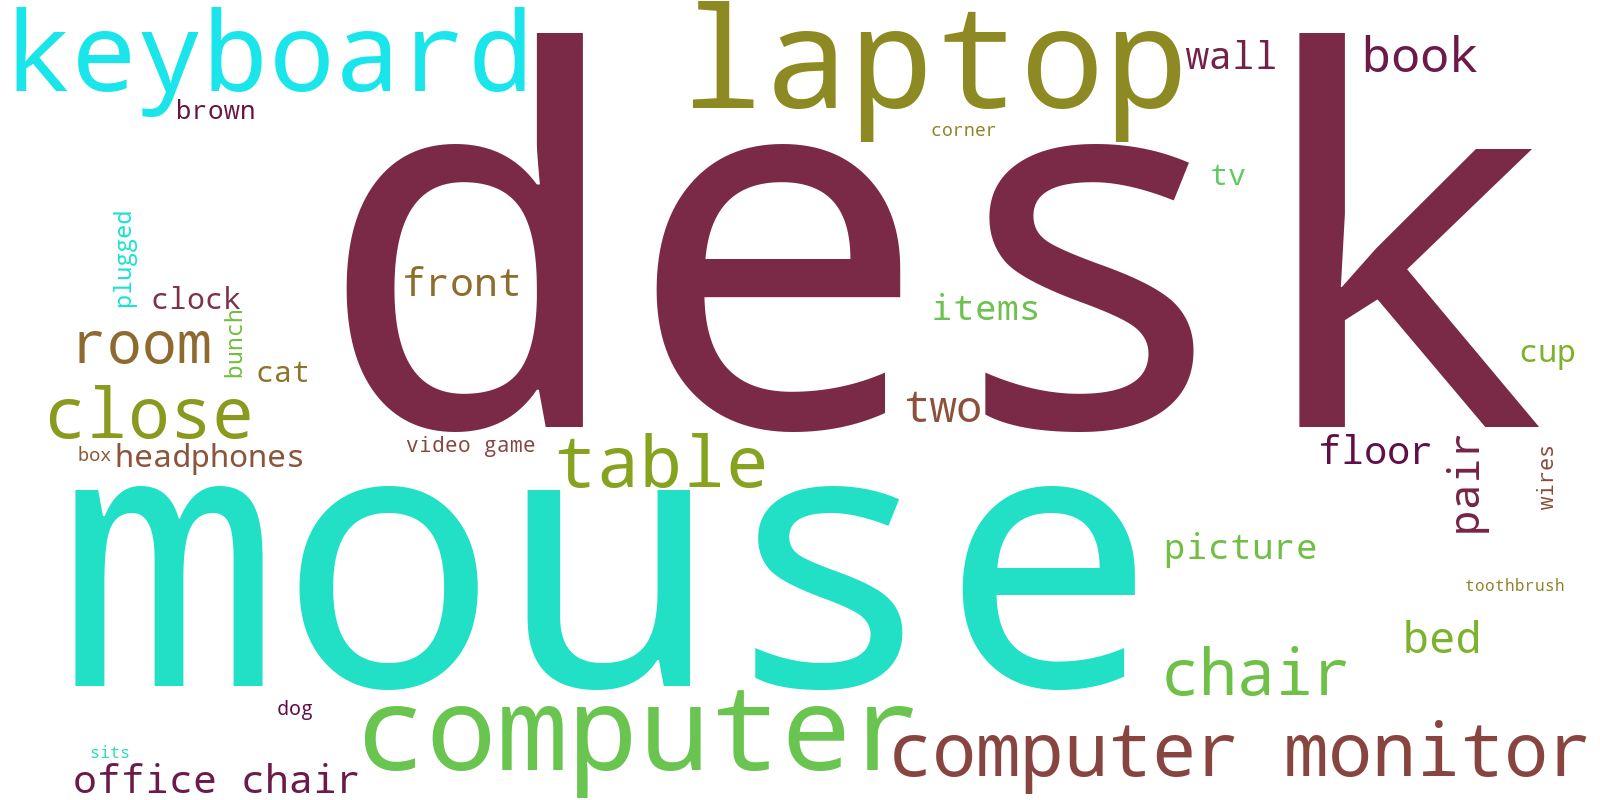 keyboard
laptop
wall
book
brown
corner
desk
tv
plugged
clock
front
items
room
bunch
cat
cup
close
two
box
headphones
video game
table
floor
pair
wires
mouse
picture
toothbrush
bed
chair
dog
computer
computer monitor
sits
office chair